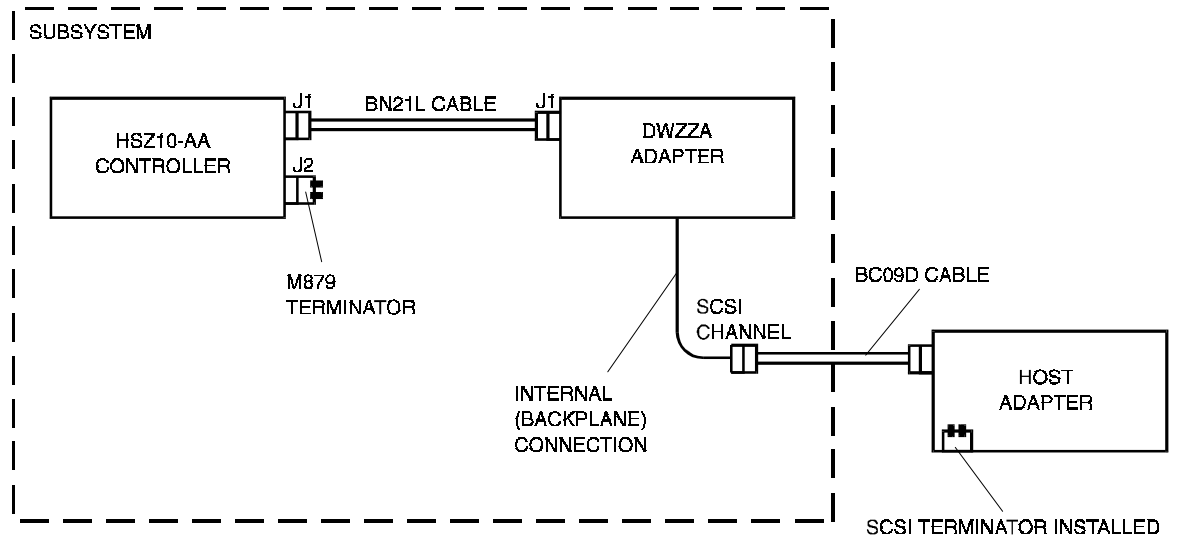 SUBSYSTEM
J1
BN21L CABLE
J1
HSZ10-AA
CONTROLLER
DWZZA
ADAPTER
J2
M879
TERMINATOR
BC09D CABLE
SCSI
CHANNEL
INTERNAL
(BACKPLANE)
CONNECTION
HOST
ADAPTER
SCSI TERMINATOR INSTALLED